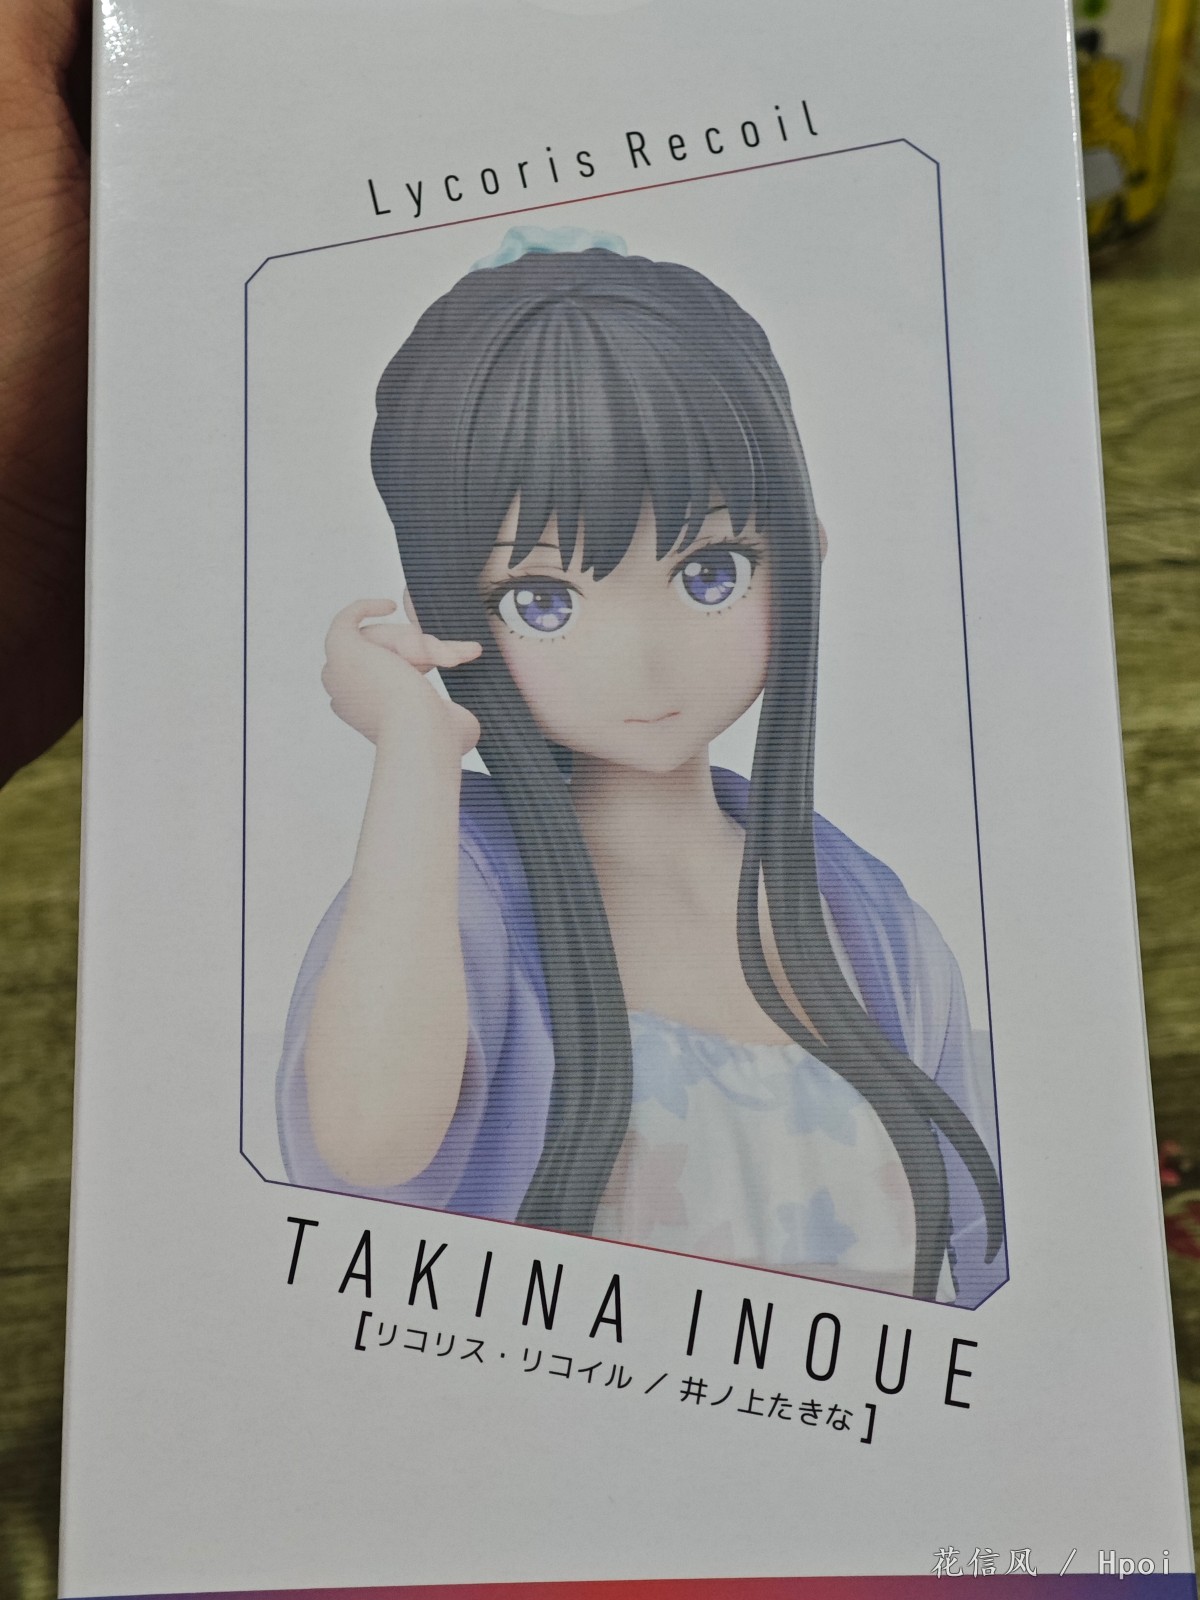 Lycoris Recoil
TAKINA INOUE
[リコリス・リコイル / 井ノ上たきな]
花信风 / Hpoi